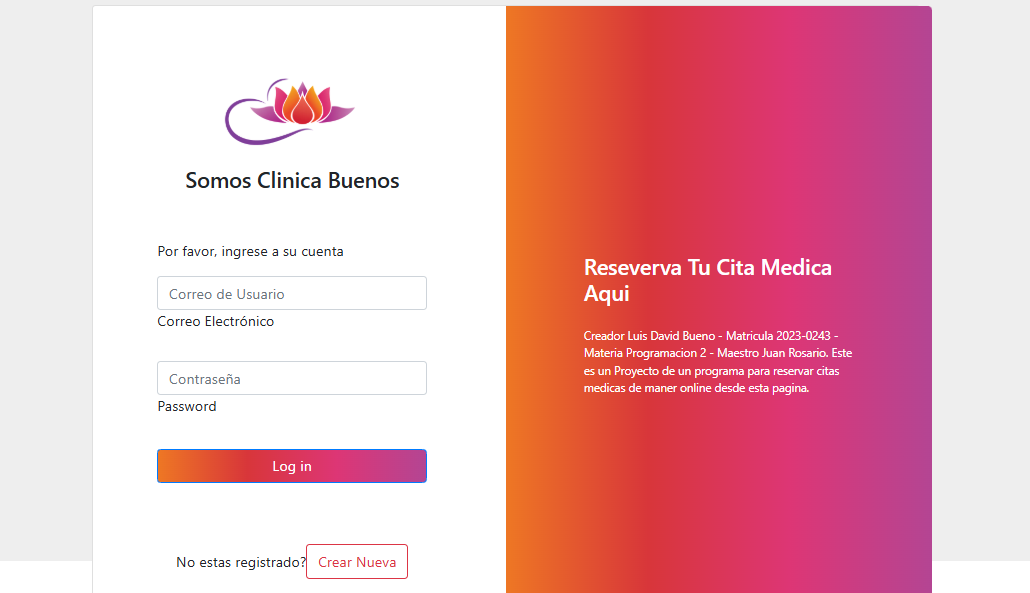 Somos Clinica Buenos
Por favor, ingrese a su cuenta
Correo de Usuario
Correo Electrónico
Contraseña
Password
Log in
No estas registrado?
Crear Nueva
Reseverva Tu Cita Medica
Aqui
Creador Luis David Bueno - Matricula 2023-0243 -
Materia Programacion 2 - Maestro Juan Rosario. Este
es un Proyecto de un programa para reservar citas
medicas de maner online desde esta pagina.